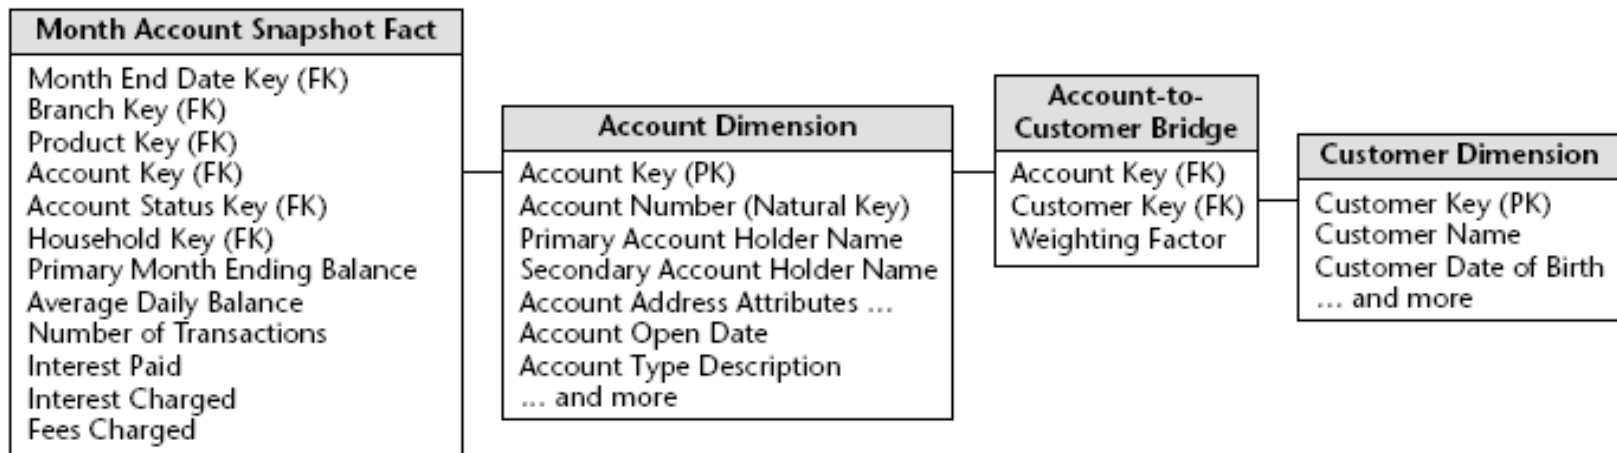 Month Account Snapshot Fact
Month End Date Key (FK)
Branch Key (FK)
Product Key (FK)
Account Key (FK)
Account Status Key (FK)
Household Key (FK)
Primary Month Ending Balance
Average Daily Balance
Number of Transactions
Interest Paid
Interest Charged
Fees Charged
Account Dimension
Account Key (PK)
Account Number (Natural Key)
Primary Account Holder Name
Secondary Account Holder Name
Account Address Attributes ...
Account Open Date
Account Type Description
... and more
Account-to-
Customer Bridge
Account Key (FK)
Customer Key (FK)
Weighting Factor
Customer Dimension
Customer Key (PK)
Customer Name
Customer Date of Birth
... and more